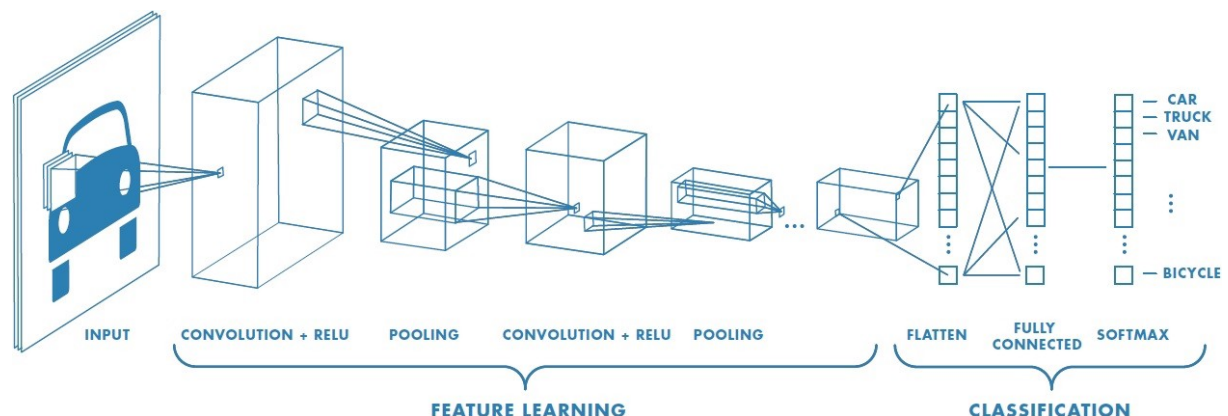 CAR
TRUCK
VAN
BICYCLE
INPUT
CONVOLUTION + RELU
POOLING
CONVOLUTION + RELU
POOLING
FLATTEN
FULLY
CONNECTED
SOFTMAX
FEATURE LEARNING
CLASSIFICATION